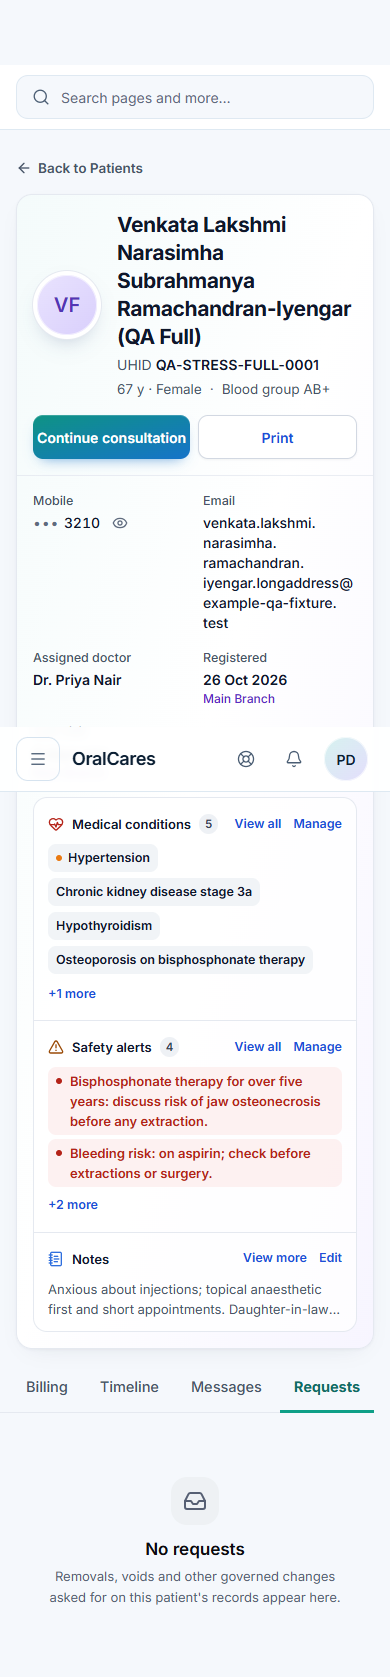 Search pages and more...
Back to Patients
VF
Venkata Lakshmi
Narasimha
Subrahmanya
Ramachandran-Iyengar
(QA Full)
UHID QA-STRESS-FULL-0001
67 y · Female · Blood group AB+
Continue consultation
Print
Mobile
••• 3210
Email
venkata.lakshmi.
narasimha.
ramachandran.
iyengar.longaddress@
example-qa-fixture.
test
Assigned doctor
Dr. Priya Nair
Registered
26 Oct 2026
Main Branch
OralCares
PD
Medical conditions 5 View all Manage
Hypertension
Chronic kidney disease stage 3a
Hypothyroidism
Osteoporosis on bisphosphonate therapy
+1 more
Safety alerts 4 View all Manage
Bisphosphonate therapy for over five
years: discuss risk of jaw osteonecrosis
before any extraction.
Bleeding risk: on aspirin; check before
extractions or surgery.
+2 more
Notes View more Edit
Anxious about injections; topical anaesthetic
first and short appointments. Daughter-in-law...
Billing Timeline Messages Requests
No requests
Removals, voids and other governed changes
asked for on this patient's records appear here.